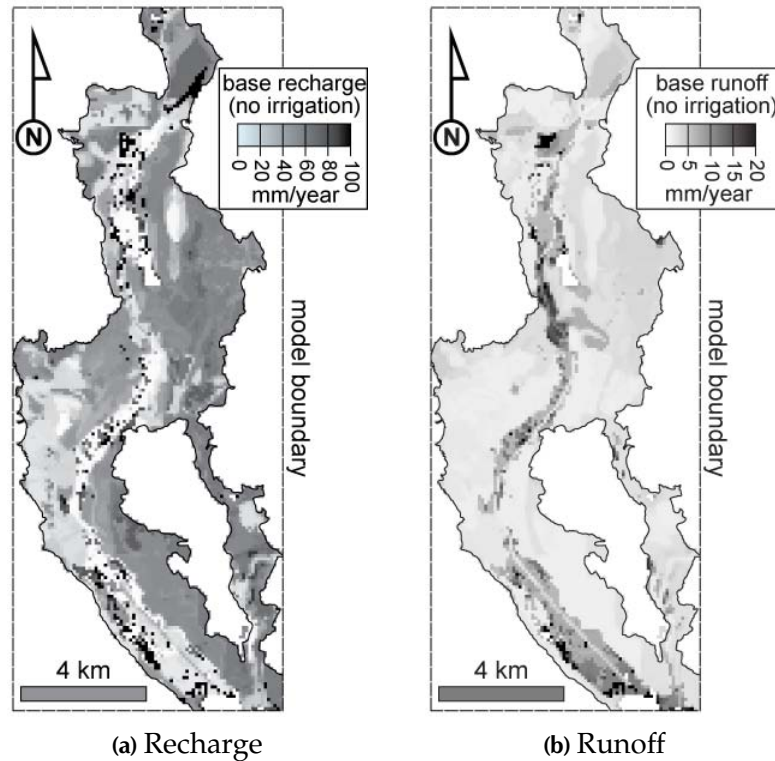 base recharge
(no irrigation)
0
20
40
60
80
100
mm/year
N
model boundary
4 km
(a) Recharge
base runoff
(no irrigation)
0
5
10
15
20
mm/year
N
model boundary
4 km
(b) Runoff